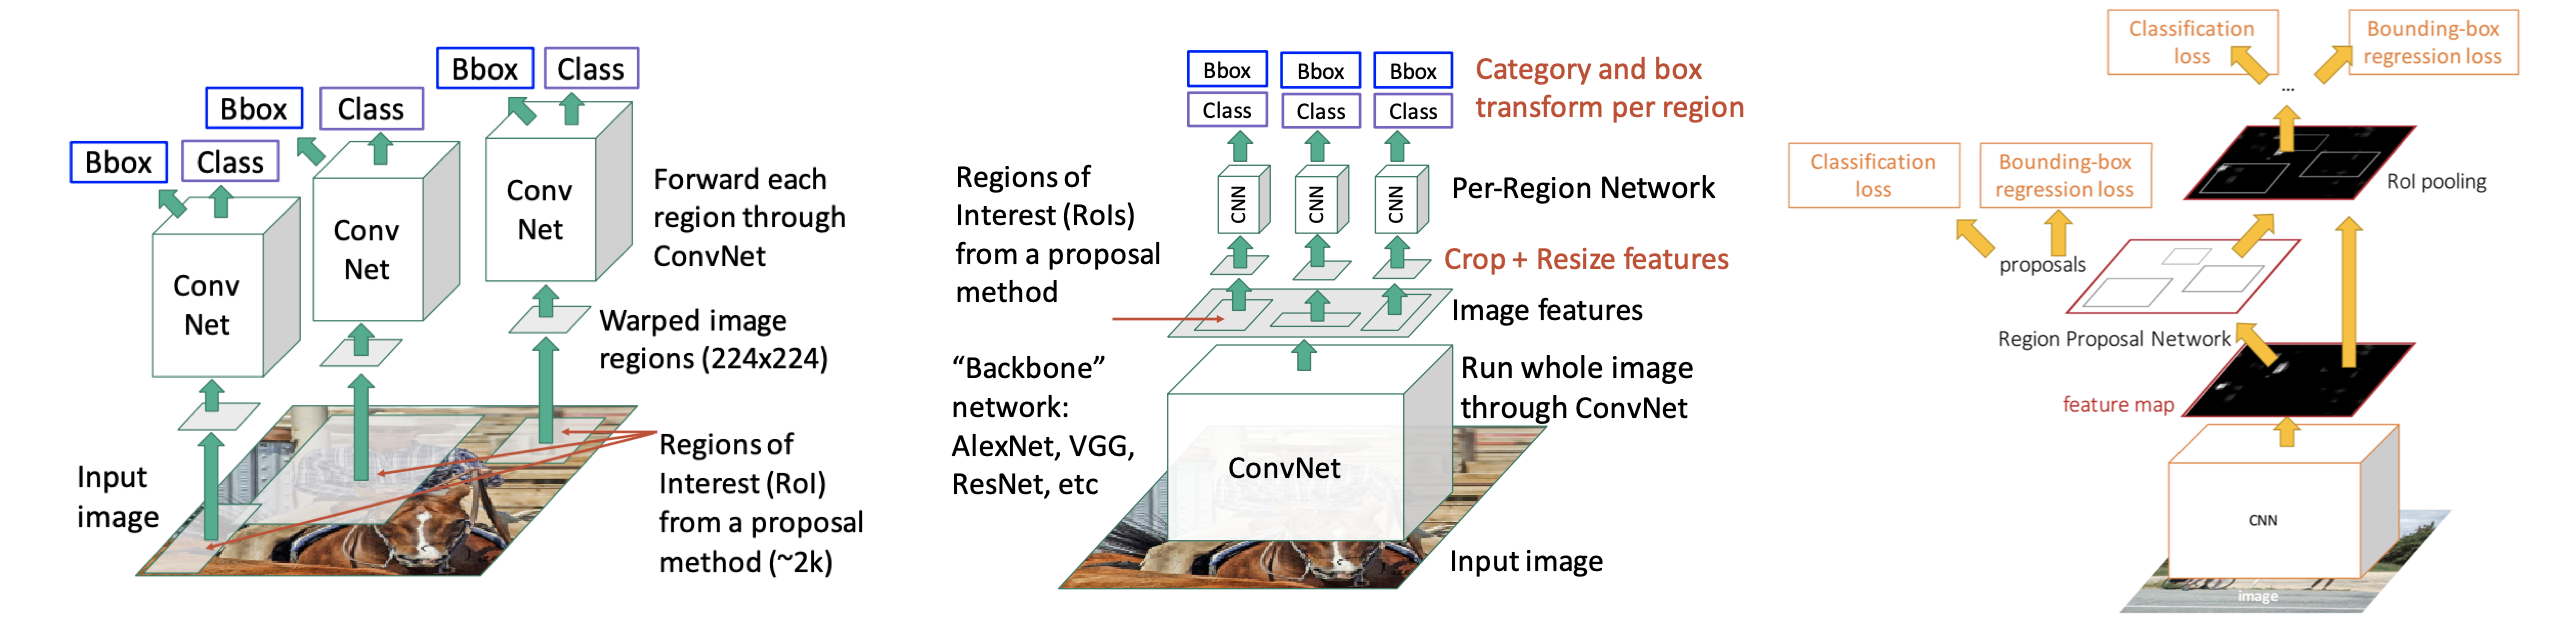 Bbox
Class
Bbox
Class
Bbox
Class
Conv
Net
Conv
Net
Conv
Net
Forward each
region through
ConvNet
Warped image
regions (224x224)
Input
image
Regions of
Interest (RoI)
from a proposal
method (~2k)
Bbox
Bbox
Bbox
Class
Class
Class
Category and box
transform per region
CNN
CNN
CNN
Per-Region Network
Regions of
Interest (RoIs)
from a proposal
method
Crop + Resize features
Image features
“Backbone”
network:
AlexNet, VGG,
ResNet, etc
Run whole image
through ConvNet
ConvNet
Input image
Classification
loss
Bounding-box
regression loss
...
Classification
loss
Bounding-box
regression loss
RoI pooling
proposals
Region Proposal Network
feature map
CNN
image